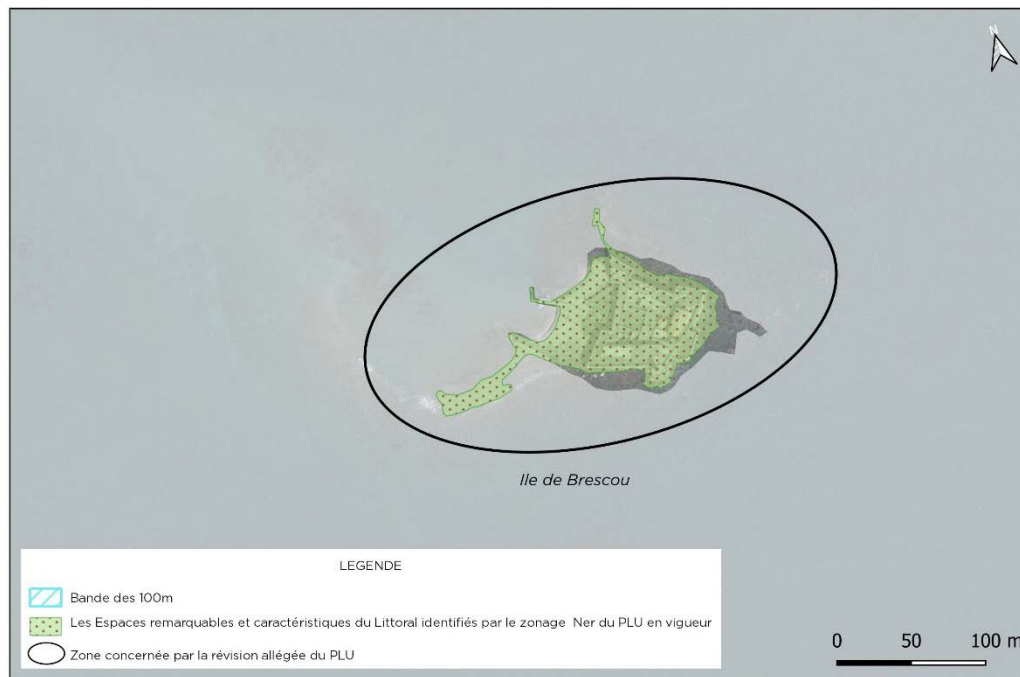 N
Ile de Brescou
LEGENDE
Bande des 100m
Les Espaces remarquables et caractéristiques du Littoral identifiés par le zonage Ner du PLU en vigueur
Zone concernée par la révision allégée du PLU
0 50 100 m